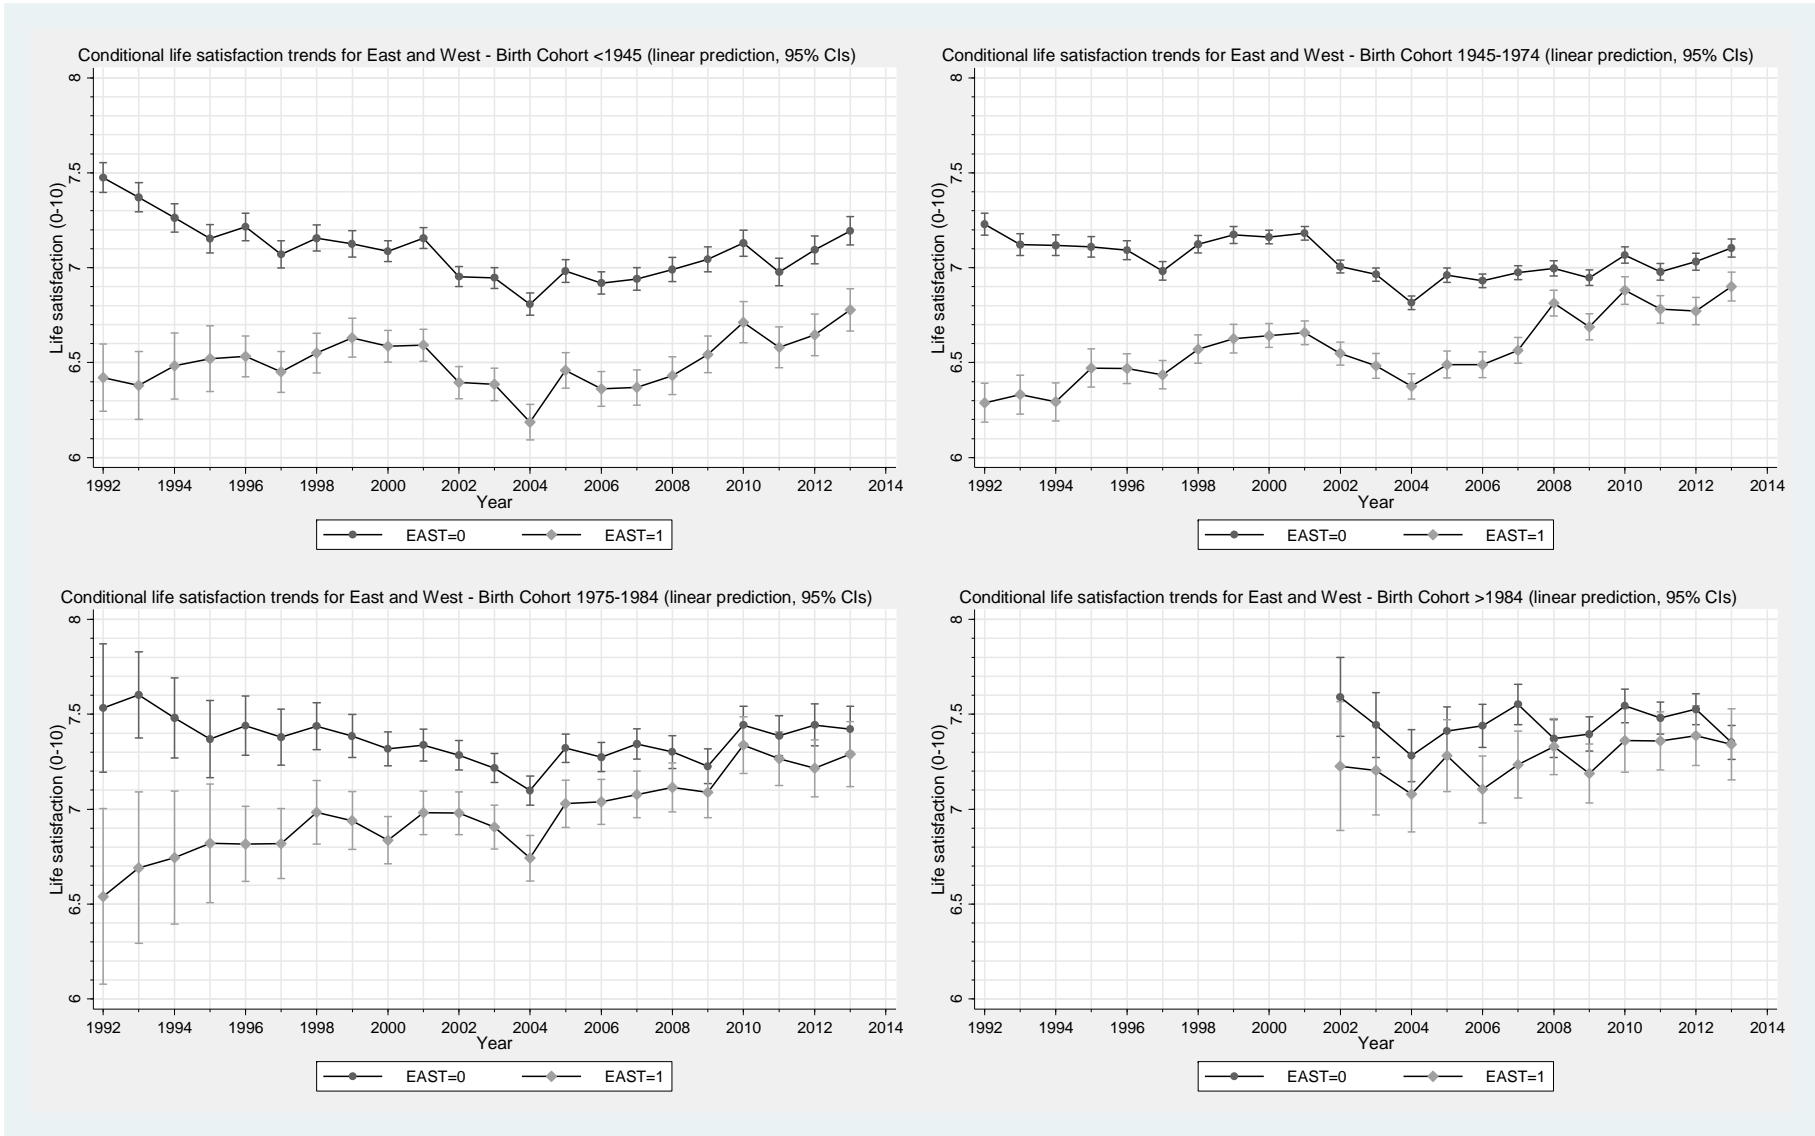 Conditional life satisfaction trends for East and West - Birth Cohort <1945 (linear prediction, 95% CIs)
Life satisfaction (0-10)
8
7.5
7
6.5
6
1992 1994 1996 1998 2000 2002 2004 2006 2008 2010 2012 2014
Year
EAST=0 EAST=1
Conditional life satisfaction trends for East and West - Birth Cohort 1945-1974 (linear prediction, 95% CIs)
Life satisfaction (0-10)
8
7.5
7
6.5
6
1992 1994 1996 1998 2000 2002 2004 2006 2008 2010 2012 2014
Year
EAST=0 EAST=1
Conditional life satisfaction trends for East and West - Birth Cohort 1975-1984 (linear prediction, 95% CIs)
Life satisfaction (0-10)
8
7.5
7
6.5
6
1992 1994 1996 1998 2000 2002 2004 2006 2008 2010 2012 2014
Year
EAST=0 EAST=1
Conditional life satisfaction trends for East and West - Birth Cohort >1984 (linear prediction, 95% CIs)
Life satisfaction (0-10)
8
7.5
7
6.5
6
1992 1994 1996 1998 2000 2002 2004 2006 2008 2010 2012 2014
Year
EAST=0 EAST=1